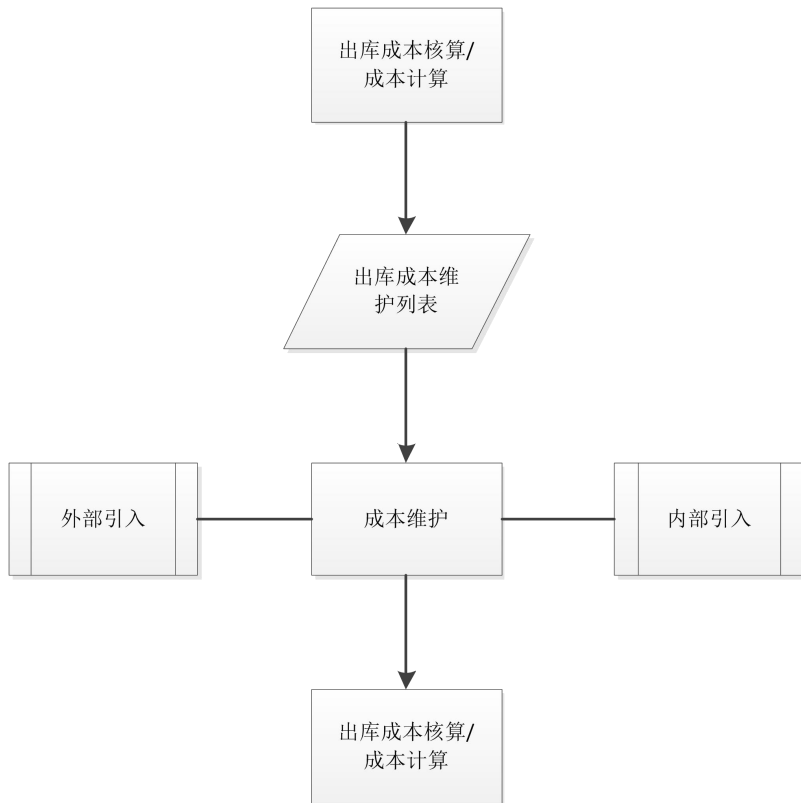 出库成本核算/
成本计算
出库成本维
护列表
外部引入
成本维护
内部引入
出库成本核算/
成本计算